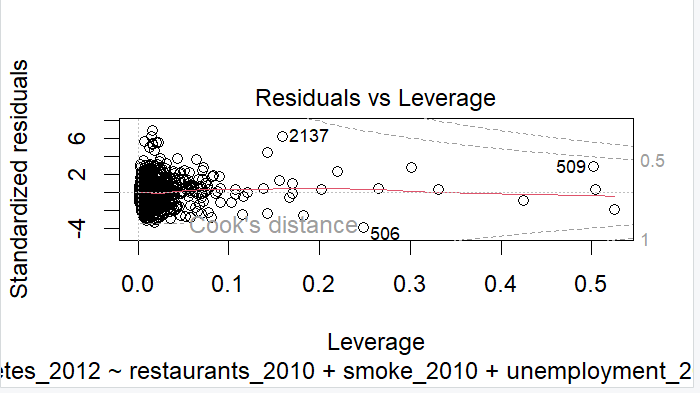 Residuals vs Leverage
Standardized residuals
6
2
-4
2137
509
506
0.5
1
Cook's distance
0.0 0.1 0.2 0.3 0.4 0.5
Leverage
etes_2012 ~ restaurants_2010 + smoke_2010 + unemployment_2